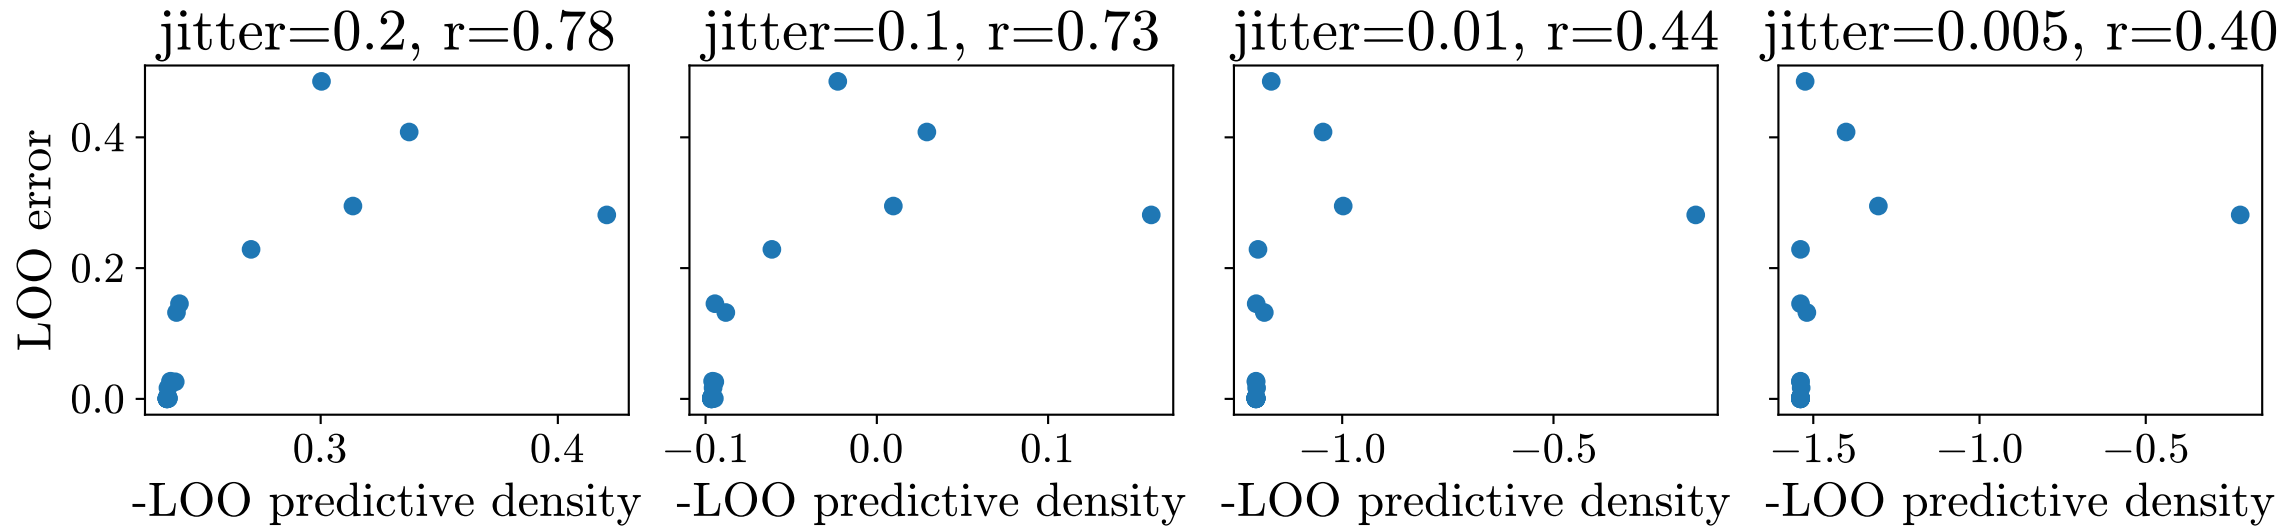 jitter=0.2, r=0.78
jitter=0.1, r=0.73
jitter=0.01, r=0.44
jitter=0.005, r=0.40
LOO error
0.4
0.2
0.0
0.3 0.4
−0.1 0.0 0.1
−1.0 −0.5
−1.5 −1.0 −0.5
-LOO predictive density
-LOO predictive density
-LOO predictive density
-LOO predictive density